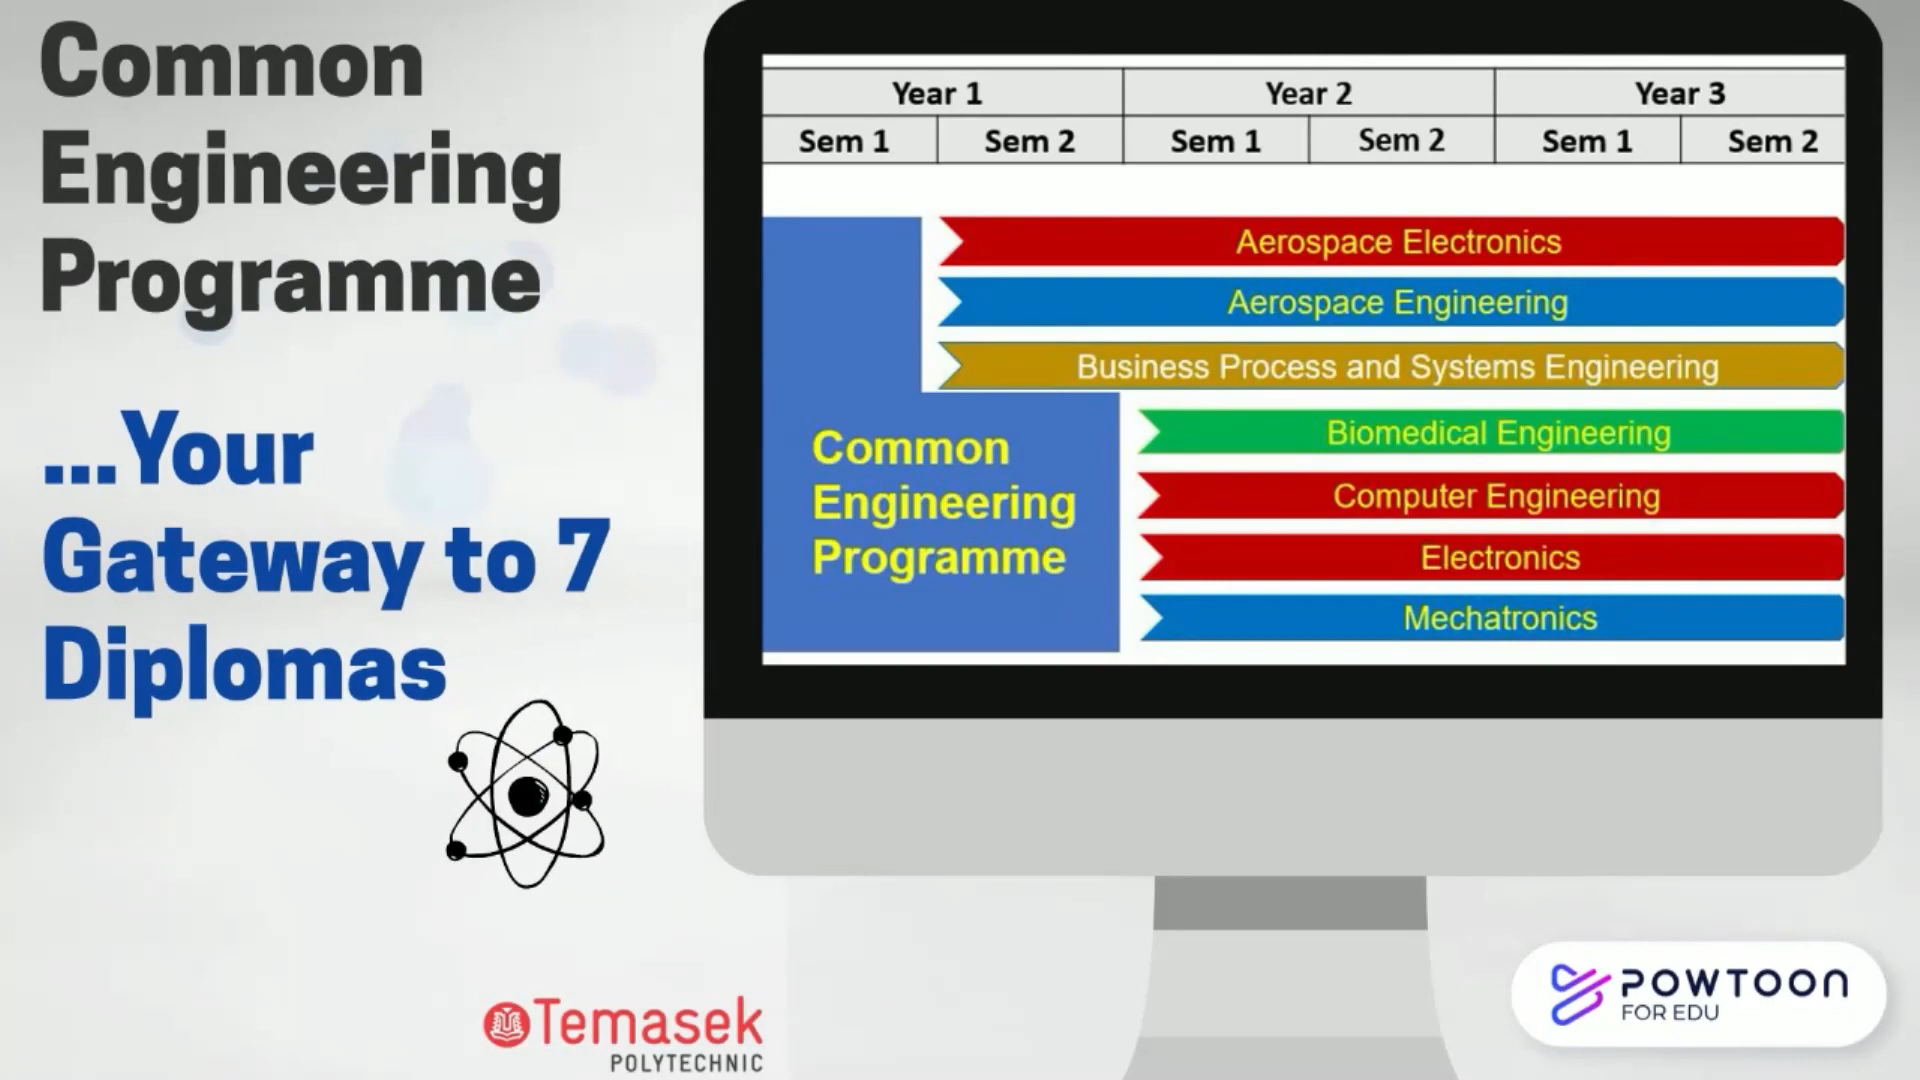 Common
Engineering
Programme
...Your
Gateway to 7
Diplomas
Year 1 Year 2 Year 3
Sem 1 Sem 2 Sem 1 Sem 2 Sem 1 Sem 2
Aerospace Electronics
Aerospace Engineering
Business Process and Systems Engineering
Common
Engineering
Programme
Biomedical Engineering
Computer Engineering
Electronics
Mechatronics
Temasek
POLYTECHNIC
POWTOON
FOR EDU